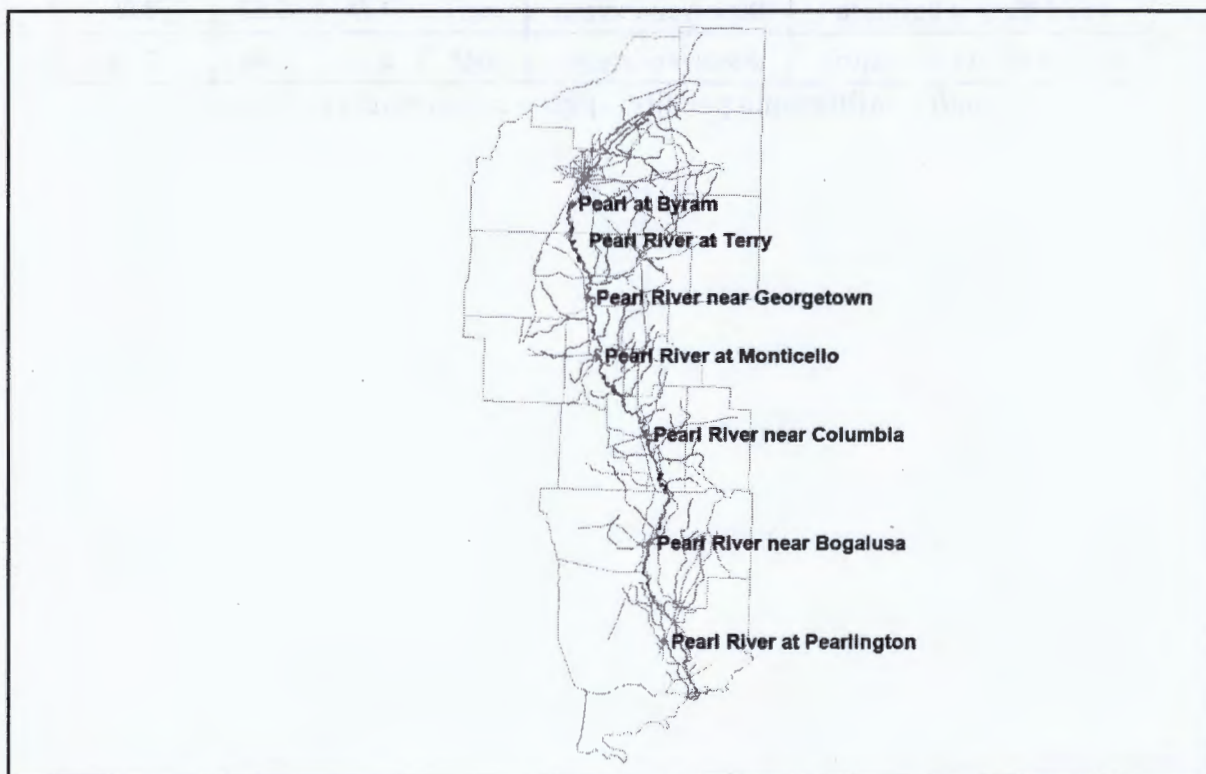 Pearl at Byram
Pearl River at Terry
Pearl River near Georgetown
Pearl River at Monticello
Pearl River near Columbia
Pearl River near Bogalusa
Pearl River at Pearlington